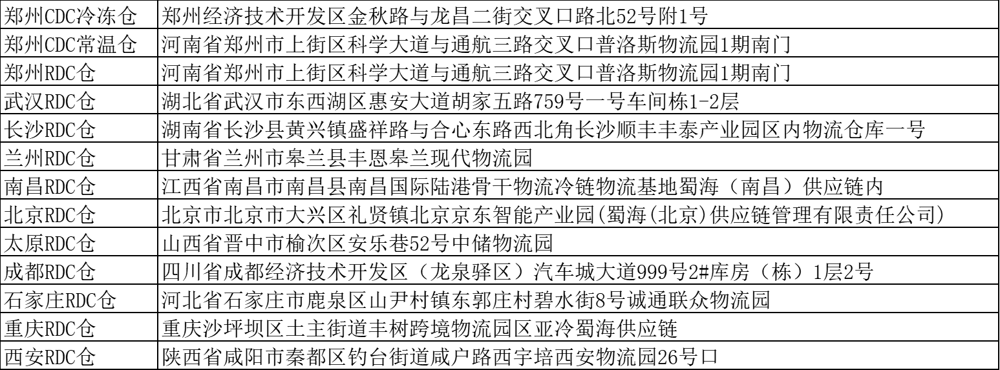 郑州CDC冷冻仓 郑州经济技术开发区金秋路与龙昌二街交叉口路北52号附1号
郑州CDC常温仓 河南省郑州市上街区科学大道与通航三路交叉口普洛斯物流园1期南门
郑州RDC仓 河南省郑州市上街区科学大道与通航三路交叉口普洛斯物流园1期南门
武汉RDC仓 湖北省武汉市东西湖区惠安大道胡家五路759号一号车间栋1-2层
长沙RDC仓 湖南省长沙县黄兴镇盛祥路与合心东路西北角长沙顺丰丰泰产业园区内物流仓库一号
兰州RDC仓 甘肃省兰州市皋兰县丰恩皋兰现代物流园
南昌RDC仓 江西省南昌市南昌县南昌国际陆港骨干物流冷链物流基地蜀海（南昌）供应链内
北京RDC仓 北京市北京市大兴区礼贤镇北京京东智能产业园(蜀海(北京)供应链管理有限责任公司)
太原RDC仓 山西省晋中市榆次区安乐巷52号中储物流园
成都RDC仓 四川省成都经济技术开发区（龙泉驿区）汽车城大道999号2#库房（栋）1层2号
石家庄RDC仓 河北省石家庄市鹿泉区山尹村镇东郭庄村碧水街8号诚通联众物流园
重庆RDC仓 重庆沙坪坝区土主街道丰树跨境物流园区亚冷蜀海供应链
西安RDC仓 陕西省咸阳市秦都区钓台街道咸户路西宇培西安物流园26号口